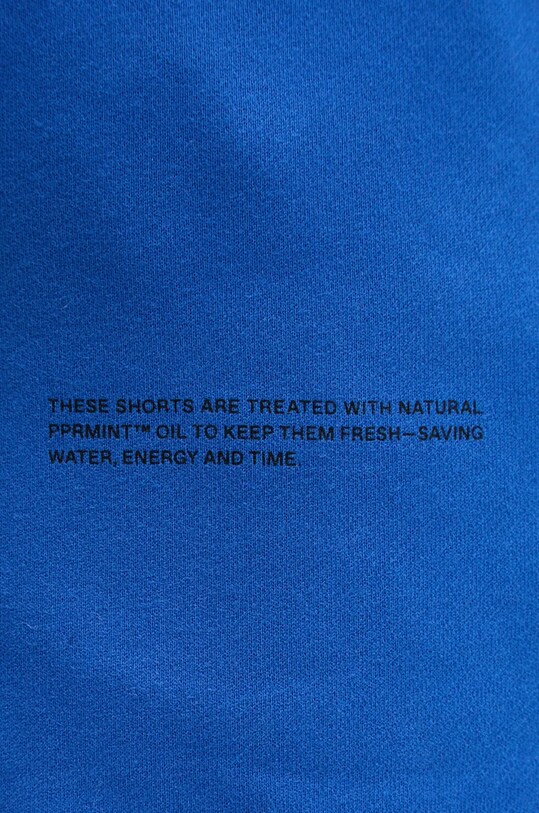 THESE SHORTS ARE TREATED WITH NATURAL
PPRMINT™ OIL TO KEEP THEM FRESH—SAVING
WATER, ENERGY AND TIME.